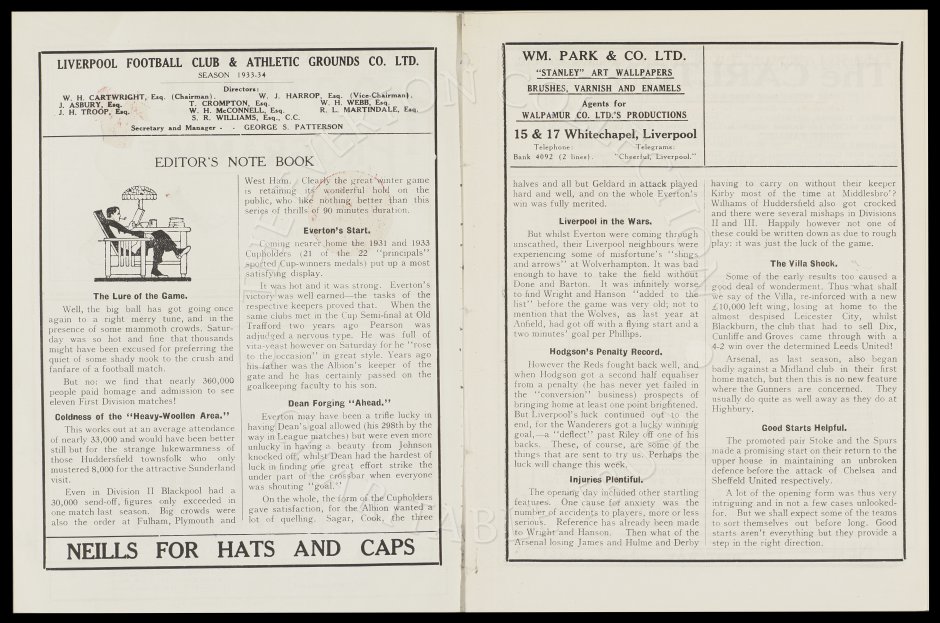 LIVERPOOL FOOTBALL CLUB & ATHLETIC GROUNDS CO. LTD.
SEASON 1933-34
Directors:
W. H. CARTWRIGHT, Esq. (Chairman). W. J. HARROP, Esq. (Vice-Chairman).
J. ASBURY, Esq. T. CROMPTON, Esq. W. H. WEBB, Esq.
J. H. TROOP, Esq. W. H. McCONNELL, Esq. R. L. MARTINDALE, Esq.
S. R. WILLIAMS, Esq., C.C.
Secretary and Manager - - GEORGE S. PATTERSON
EDITOR'S NOTE BOOK
The Lure of the Game.
Well, the big ball has got going once
again to a right merry tune, and in the
presence of some mammoth crowds. Satur-
day was so hot and fine that thousands
might have been excused for preferring the
quiet of some shady nook to the crush and
fanfare of a football match.
But no: we find that nearly 360,000
people paid homage and admission to see
eleven First Division matches!
Coldness of the "Heavy-Woollen Area."
This works out at an average attendance
of nearly 33,000 and would have been better
still but for the strange lukewarmness of
those Huddersfield townsfolk who only
mustered 8,000 for the attractive Sunderland
visit.
Even in Division II Blackpool had a
30,000 send-off, figures only exceeded in
one match last season. Big crowds were
also the order at Fulham, Plymouth and
West Ham. Clearly the great winter game
is retaining its wonderful hold on the
public, who like nothing better than this
series of thrills of 90 minutes duration.
Everton's Start.
Coming nearer home the 1931 and 1933
Cupholders (21 of the 22 "principals"
sported Cup-winners medals) put up a most
satisfying display.
It was hot and it was strong. Everton's
victory was well earned—the tasks of the
respective keepers proved that. When the
same clubs met in the Cup Semi-final at Old
Trafford two years ago Pearson was
adjudged a nervous type. He was full of
vita-yeast however on Saturday for he "rose
to the occasion" in great style. Years ago
his father was the Albion's keeper of the
gate and he has certainly passed on the
goalkeeping faculty to his son.
Dean Forging "Ahead."
Everton may have been a trifle lucky in
having Dean's goal allowed (his 298th by the
way in League matches) but were even more
unlucky in having a beauty from Johnson
knocked off, whilst Dean had the hardest of
luck in finding one great effort strike the
under part of the crossbar when everyone
was shouting "goal."
On the whole, the form of the Cupholders
gave satisfaction, for the Albion wanted a
lot of quelling. Sagar, Cook, the three
NEILLS FOR HATS AND CAPS
WM. PARK & CO. LTD.
"STANLEY" ART WALLPAPERS
BRUSHES, VARNISH AND ENAMELS
Agents for
WALPAMUR CO. LTD.'S PRODUCTIONS
15 & 17 Whitechapel, Liverpool
Telephone: Telegrams:
Bank 4092 (2 lines). "Cheerful, Liverpool."
halves and all but Geldard in attack played
hard and well, and on the whole Everton's
win was fully merited.
Liverpool in the Wars.
But whilst Everton were coming through
unscathed, their Liverpool neighbours were
experiencing some of misfortune's "slings
and arrows" at Wolverhampton. It was bad
enough to have to take the field without
Done and Barton. It was infinitely worse
to find Wright and Hanson "added to the
list" before the game was very old; not to
mention that the Wolves, as last year at
Anfield, had got off with a flying start and a
two minutes' goal per Phillips.
Hodgson's Penalty Record.
However the Reds fought back well, and
when Hodgson got a second half equaliser
from a penalty (he has never yet failed in
the "conversion" business) prospects of
bringing home at least one point brightened.
But Liverpool's luck continued out to the
end, for the Wanderers got a lucky winning
goal,—a "deflect" past Riley off one of his
backs. These, of course, are some of the
things that are sent to try us. Perhaps the
luck will change this week.
Injuries Plentiful.
The opening day included other startling
features. One cause for anxiety was the
number of accidents to players, more or less
serious. Reference has already been made
to Wright and Hanson. Then what of the
Arsenal losing James and Hulme and Derby
having to carry on without their keeper
Kirby most of the time at Middlesbro'?
Williams of Huddersfield also got crocked
and there were several mishaps in Divisions
II and III. Happily however not one of
these could be written down as due to rough
play: it was just the luck of the game.
The Villa Shock.
Some of the early results too caused a
good deal of wonderment. Thus what shall
we say of the Villa, re-inforced with a new
£10,000 left wing, losing at home to the
almost despised Leicester City, whilst
Blackburn, the club that had to sell Dix,
Cunliffe and Groves came through with a
4-2 win over the determined Leeds United!
Arsenal, as last season, also began
badly against a Midland club in their first
home match, but then this is no new feature
where the Gunners are concerned. They
usually do quite as well away as they do at
Highbury.
Good Starts Helpful.
The promoted pair Stoke and the Spurs
made a promising start on their return to the
upper house in maintaining an unbroken
defence before the attack of Chelsea and
Sheffield United respectively.
A lot of the opening form was thus very
intriguing and in not a few cases unlooked-
for. But we shall expect some of the teams
to sort themselves out before long. Good
starts aren't everything but they provide a
step in the right direction.